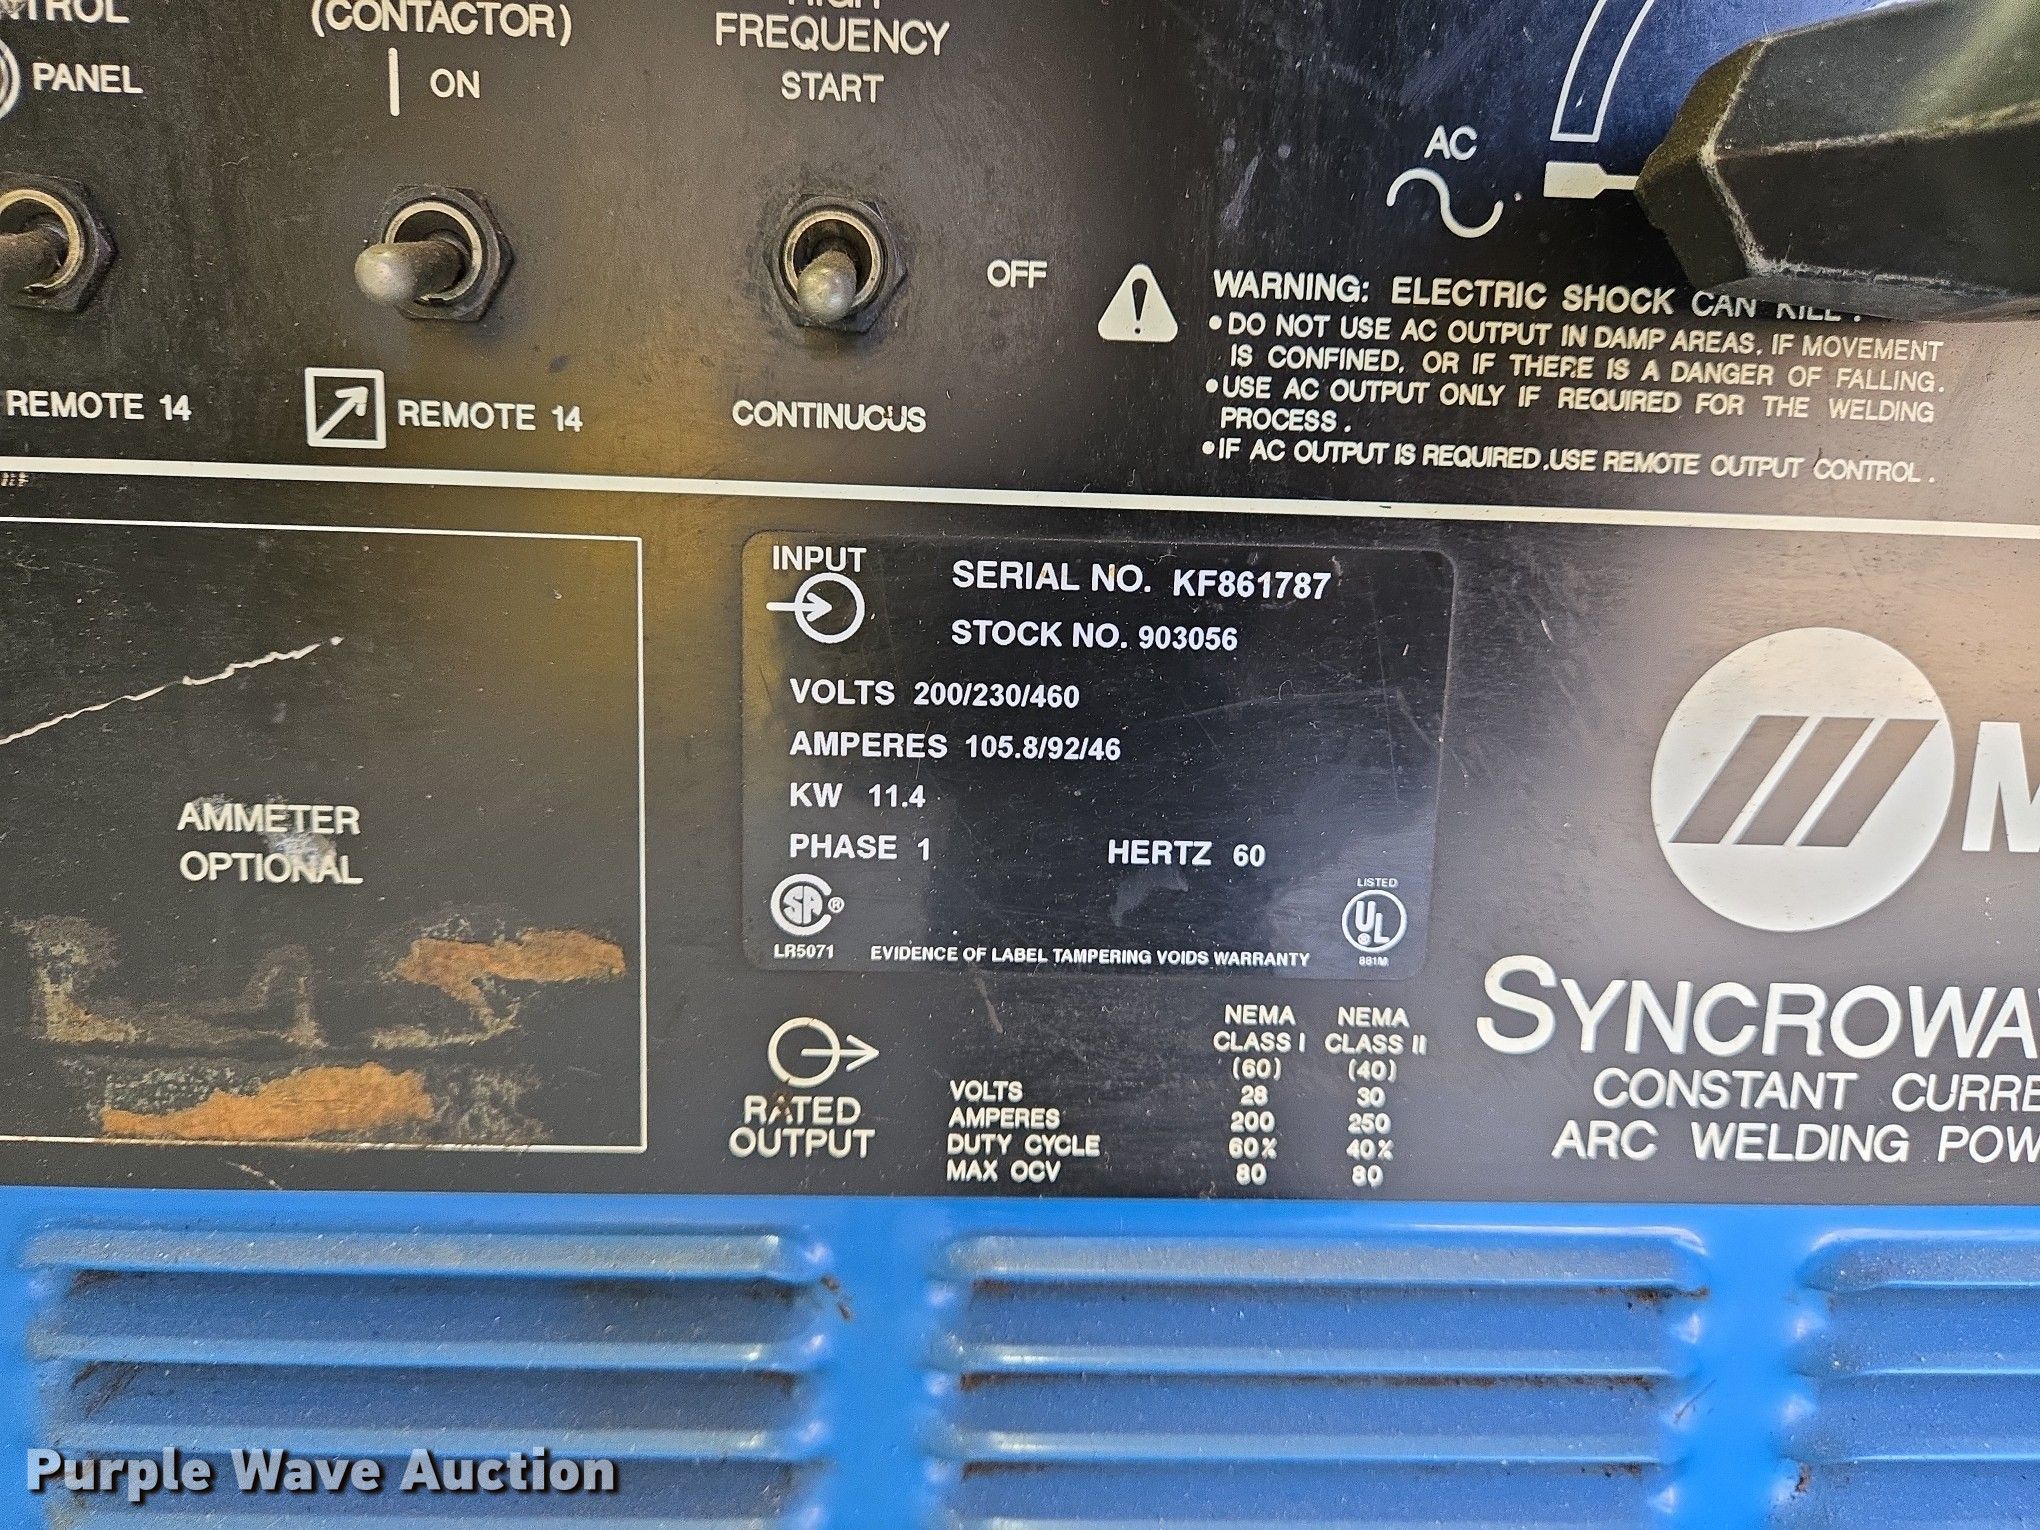 PANEL
REMOTE 14
(CONTACTOR)
ON
REMOTE 14
FREQUENCY
START
OFF
CONTINUOUS
AC
WARNING: ELECTRIC SHOCK CAN KILL.
•DO NOT USE AC OUTPUT IN DAMP AREAS, IF MOVEMENT
IS CONFINED, OR IF THERE IS A DANGER OF FALLING.
•USE AC OUTPUT ONLY IF REQUIRED FOR THE WELDING
PROCESS.
•IF AC OUTPUT IS REQUIRED, USE REMOTE OUTPUT CONTROL.
AMMETER
OPTIONAL
INPUT
SERIAL NO. KF861787
STOCK NO. 903056
VOLTS 200/230/460
AMPERES 105.8/92/46
KW 11.4
PHASE 1 HERTZ 60
SA ®
LR5071
EVIDENCE OF LABEL TAMPERING VOIDS WARRANTY
LISTED
UL
®
881M
RATED
OUTPUT
NEMA CLASS I (60)
NEMA CLASS II (40)
VOLTS 28 30
AMPERES 200 250
DUTY CYCLE 60% 40%
MAX OCV 80 80
SYNCROWA
CONSTANT CURRE
ARC WELDING POW
Purple Wave Auction